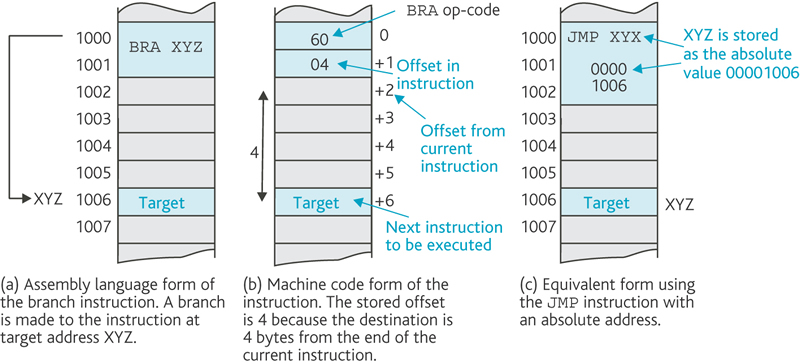 BRA op-code
1000
BRA XYZ
1001
1002
1003
1004
1005
XYZ
1006
Target
1007
60
0
04
+1
Offset in
instruction
+2
+3
Offset from
current
instruction
4
+4
+5
Target
+6
Next instruction
to be executed
1000
JMP XYX
XYZ is stored
as the absolute
value 00001006
1001
0000
1002
1006
1003
1004
1005
1006
Target
XYZ
1007
(a) Assembly language form of
the branch instruction. A branch
is made to the instruction at
target address XYZ.
(b) Machine code form of the
instruction. The stored offset
is 4 because the destination is
4 bytes from the end of the
current instruction.
(c) Equivalent form using
the JMP instruction with
an absolute address.